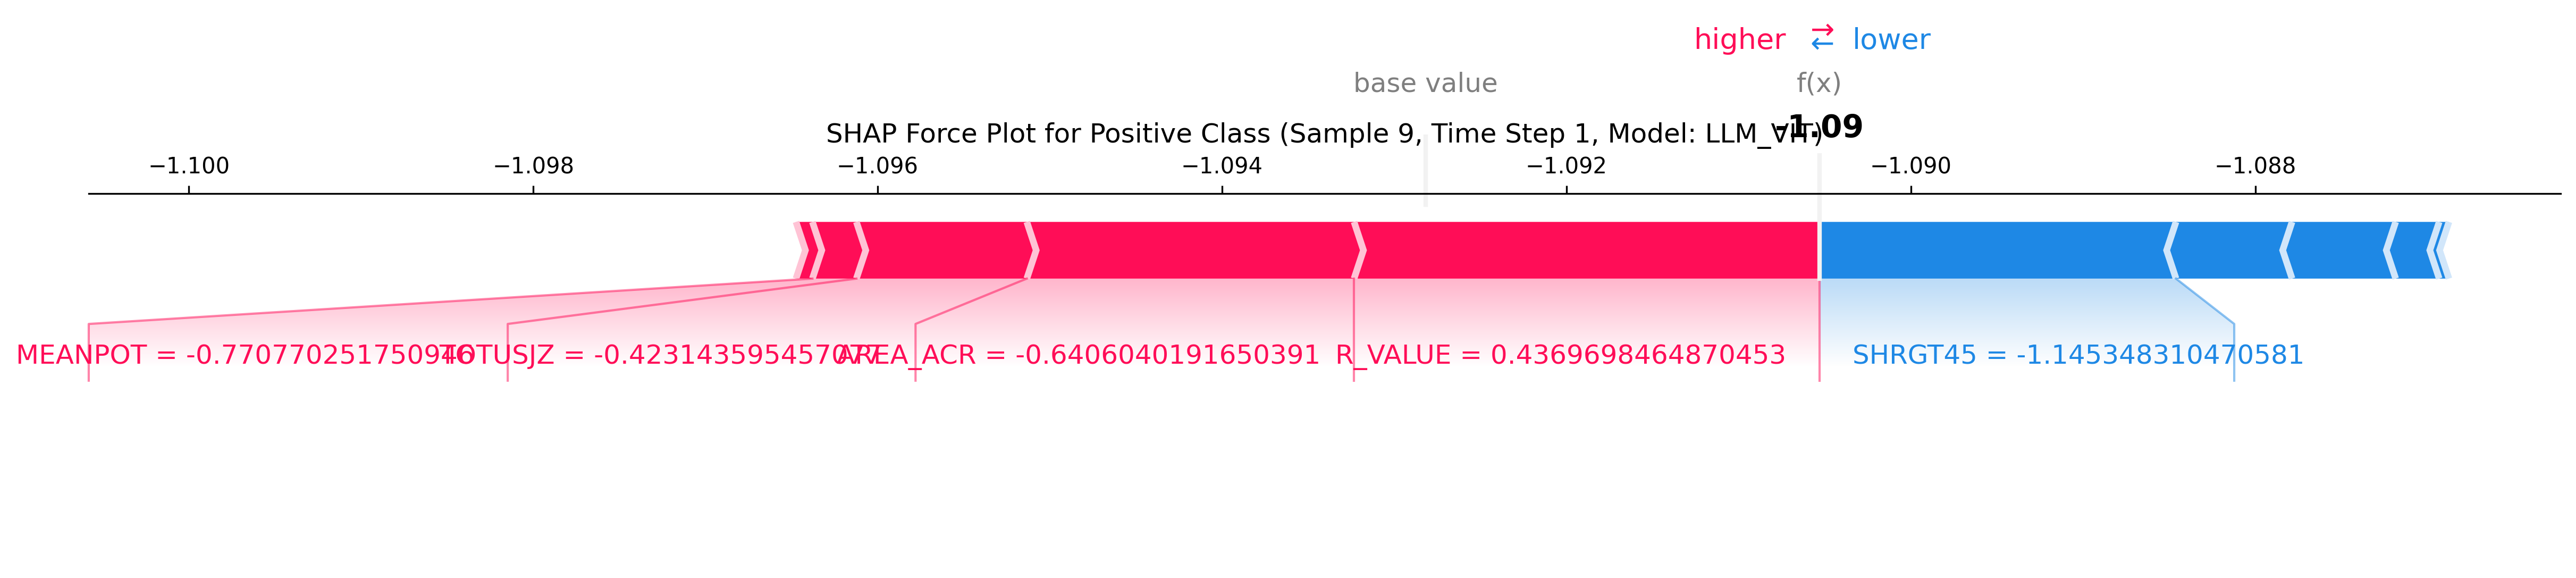 higher ⇄ lower
base value f(x)
SHAP Force Plot for Positive Class (Sample 9, Time Step 1, Model: LLM_VIT) -1.09
−1.100 −1.098 −1.096 −1.094 −1.092 −1.090 −1.088
MEANPOT = -0.770770251750946 TOTUSJZ = -0.423143595457077 AREA_ACR = -0.6406040191650391 R_VALUE = 0.4369698464870453 SHRGT45 = -1.145348310470581